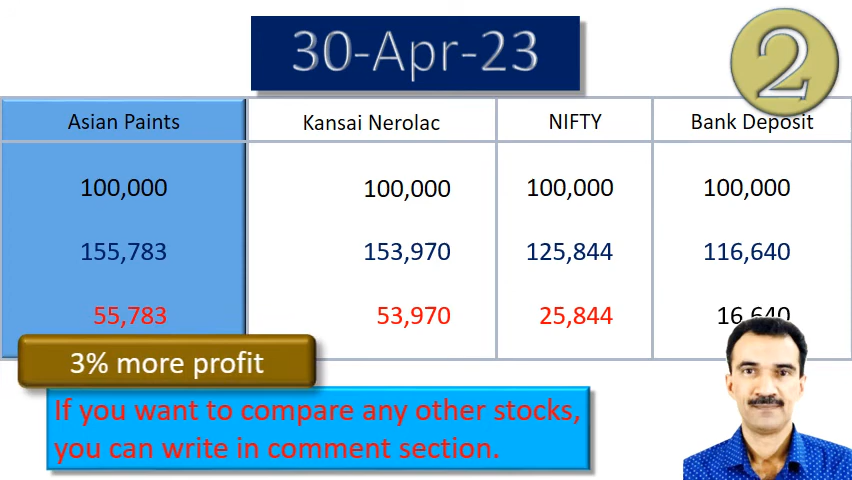 30-Apr-23
2
Asian Paints Kansai Nerolac NIFTY Bank Deposit
100,000 100,000 100,000 100,000
155,783 153,970 125,844 116,640
55,783 53,970 25,844 16,640
3% more profit
If you want to compare any other stocks,
you can write in comment section.